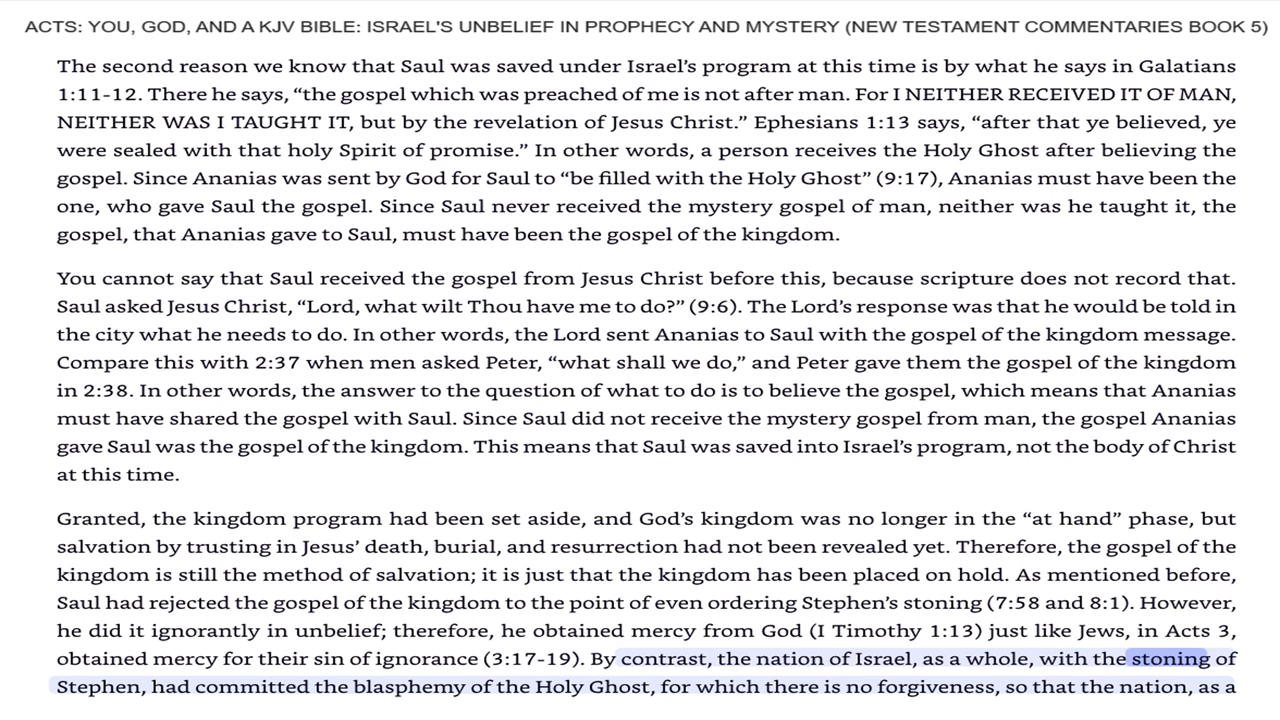 ACTS: YOU, GOD, AND A KJV BIBLE: ISRAEL'S UNBELIEF IN PROPHECY AND MYSTERY (NEW TESTAMENT COMMENTARIES BOOK 5)
The second reason we know that Saul was saved under Israel’s program at this time is by what he says in Galatians
1:11-12. There he says, “the gospel which was preached of me is not after man. For I NEITHER RECEIVED IT OF MAN,
NEITHER WAS I TAUGHT IT, but by the revelation of Jesus Christ.” Ephesians 1:13 says, “after that ye believed, ye
were sealed with that holy Spirit of promise.” In other words, a person receives the Holy Ghost after believing the
gospel. Since Ananias was sent by God for Saul to “be filled with the Holy Ghost” (9:17), Ananias must have been the
one, who gave Saul the gospel. Since Saul never received the mystery gospel of man, neither was he taught it, the
gospel, that Ananias gave to Saul, must have been the gospel of the kingdom.
You cannot say that Saul received the gospel from Jesus Christ before this, because scripture does not record that.
Saul asked Jesus Christ, “Lord, what wilt Thou have me to do?” (9:6). The Lord’s response was that he would be told in
the city what he needs to do. In other words, the Lord sent Ananias to Saul with the gospel of the kingdom message.
Compare this with 2:37 when men asked Peter, “what shall we do,” and Peter gave them the gospel of the kingdom
in 2:38. In other words, the answer to the question of what to do is to believe the gospel, which means that Ananias
must have shared the gospel with Saul. Since Saul did not receive the mystery gospel from man, the gospel Ananias
gave Saul was the gospel of the kingdom. This means that Saul was saved into Israel’s program, not the body of Christ
at this time.
Granted, the kingdom program had been set aside, and God’s kingdom was no longer in the “at hand” phase, but
salvation by trusting in Jesus’ death, burial, and resurrection had not been revealed yet. Therefore, the gospel of the
kingdom is still the method of salvation; it is just that the kingdom has been placed on hold. As mentioned before,
Saul had rejected the gospel of the kingdom to the point of even ordering Stephen’s stoning (7:58 and 8:1). However,
he did it ignorantly in unbelief; therefore, he obtained mercy from God (I Timothy 1:13) just like Jews, in Acts 3,
obtained mercy for their sin of ignorance (3:17-19). By contrast, the nation of Israel, as a whole, with the stoning of
Stephen, had committed the blasphemy of the Holy Ghost, for which there is no forgiveness, so that the nation, as a